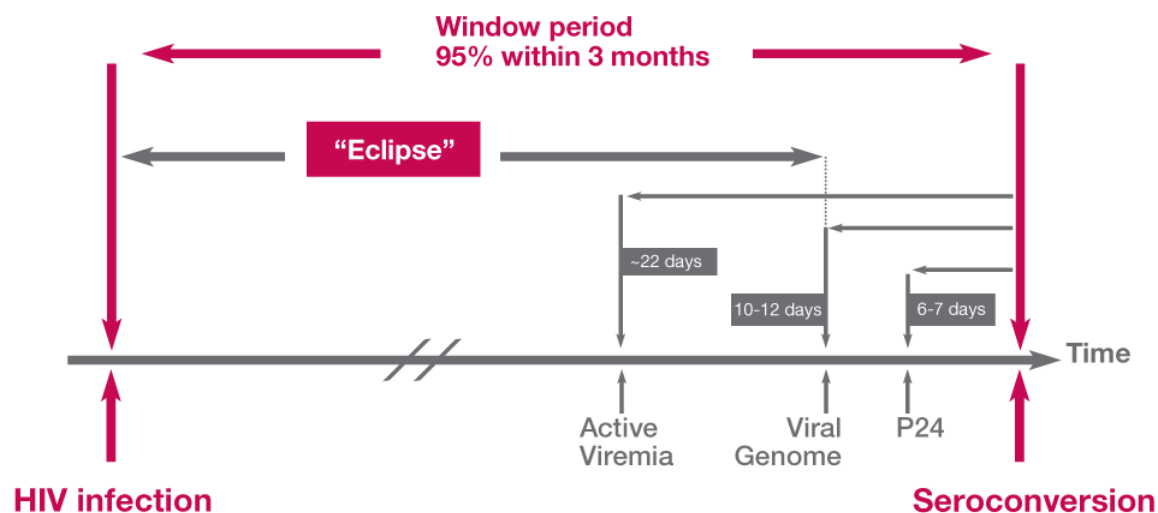 Window period
95% within 3 months
“Eclipse”
~22 days
10-12 days
6-7 days
Time
Active
Viremia
Viral
Genome
P24
HIV infection
Seroconversion